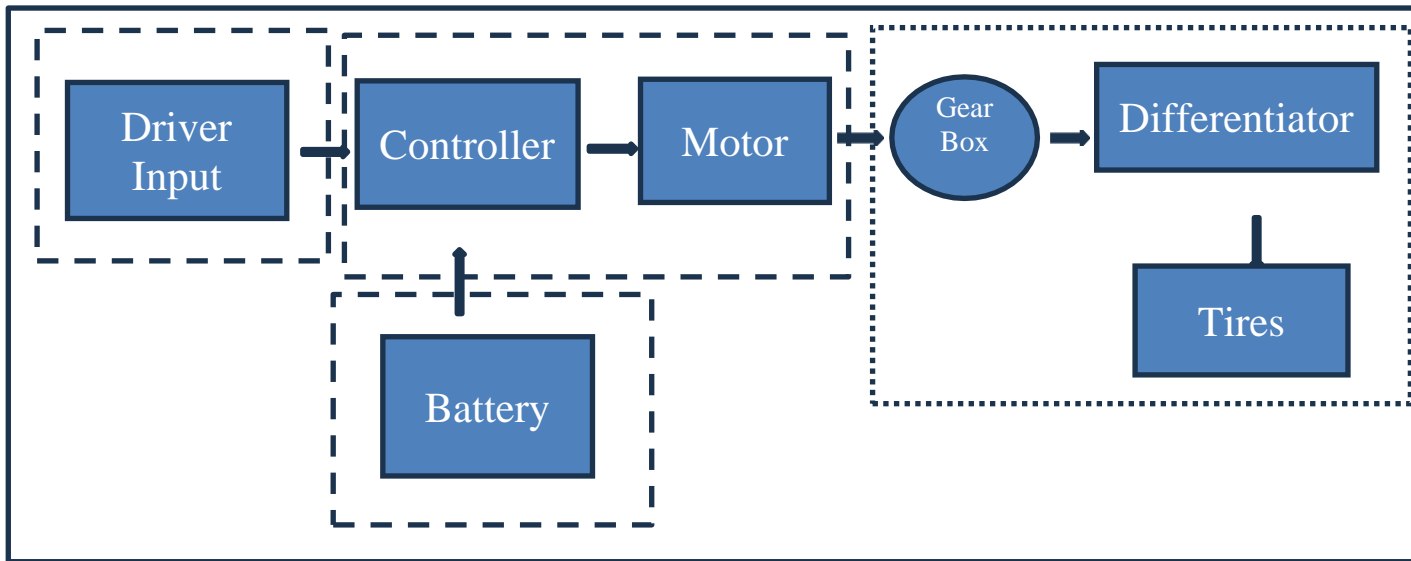 Driver
Input
Controller
Motor
Gear
Box
Differentiator
Tires
Battery